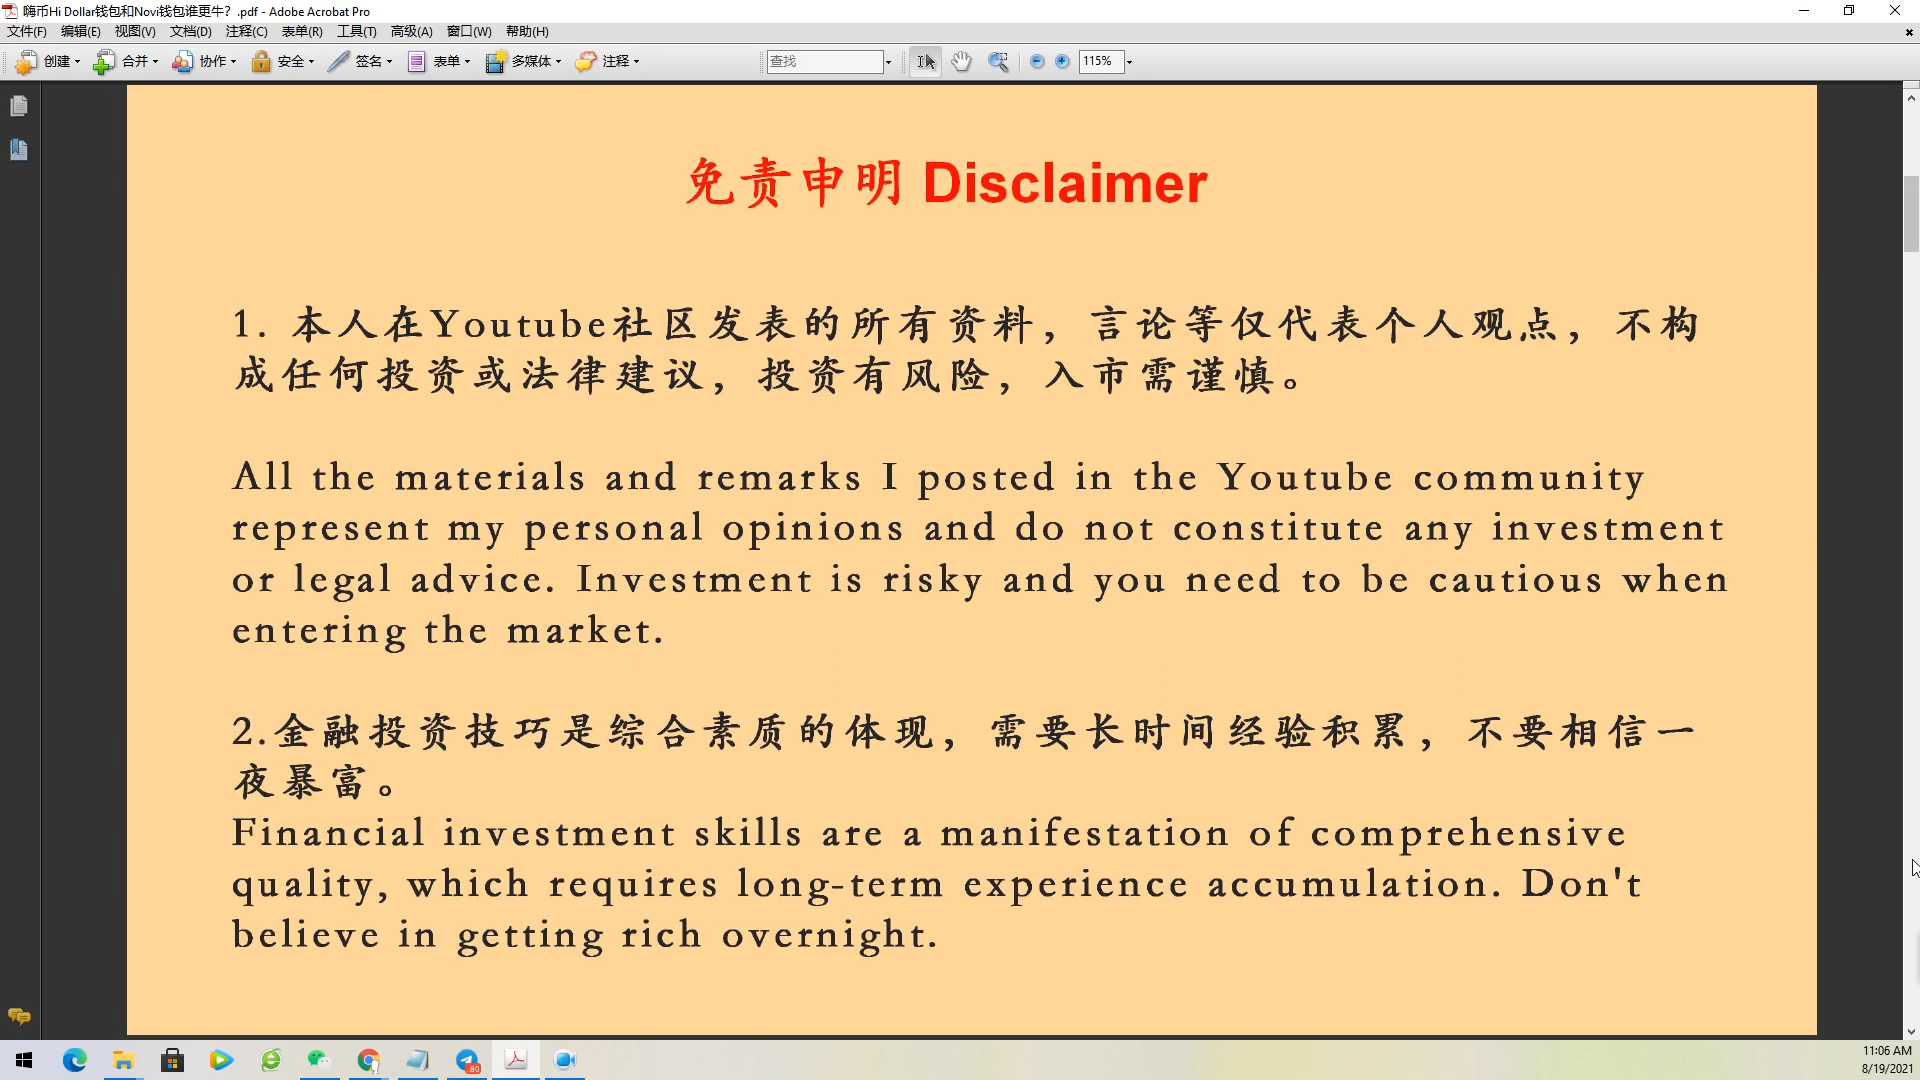 嗨币Hi Dollar钱包和Novi钱包谁更牛？.pdf - Adobe Acrobat Pro
文件(F) 编辑(E) 视图(V) 文档(D) 注释(C) 表单(R) 工具(T) 高级(A) 窗口(W) 帮助(H)
创建 合并 协作 安全 签名 表单 多媒体 注释 查找 115%
免责申明 Disclaimer
1. 本人在Youtube社区发表的所有资料，言论等仅代表个人观点，不构
成任何投资或法律建议，投资有风险，入市需谨慎。
All the materials and remarks I posted in the Youtube community
represent my personal opinions and do not constitute any investment
or legal advice. Investment is risky and you need to be cautious when
entering the market.
2.金融投资技巧是综合素质的体现，需要长时间经验积累，不要相信一
夜暴富。
Financial investment skills are a manifestation of comprehensive
quality, which requires long-term experience accumulation. Don't
believe in getting rich overnight.
.80
11:06 AM
8/19/2021